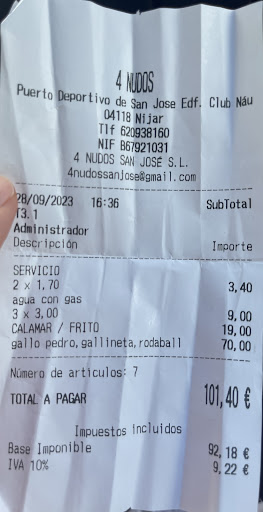 4 NUDOS
Puerto Deportivo de San Jose Edf. Club Náu
04118 Nijar
Tlf 620938160
NIF B67921031
4 NUDOS SAN JOSÉ S.L.
4nudossanjose@gmail.com
28/09/2023 16:36 SubTotal
T3.1
Administrador
Descripción Importe
SERVICIO
2 x 1,70 3,40
agua con gas
3 x 3,00 9,00
CALAMAR / FRITO 19,00
gallo pedro,gallineta,rodaball 70,00
Número de articulos: 7
TOTAL A PAGAR 101,40 €
Impuestos incluidos
Base Imponible 92,18 €
IVA 10% 9,22 €